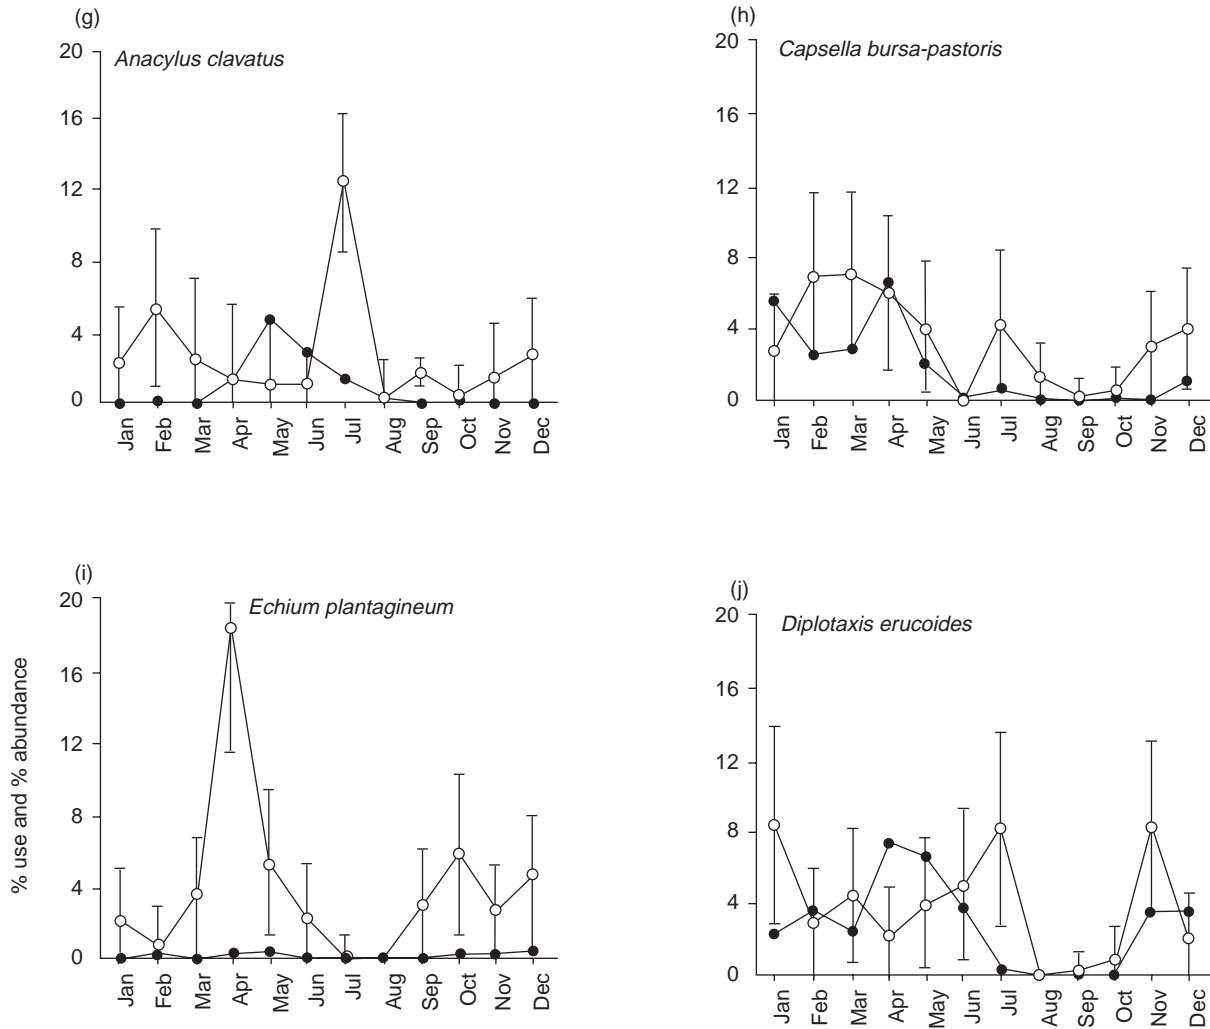 (g)
Anacylus clavatus
20
16
12
8
4
0
Jan Feb Mar Apr May Jun Jul Aug Sep Oct Nov Dec
(h)
Capsella bursa-pastoris
20
16
12
8
4
0
Jan Feb Mar Apr May Jun Jul Aug Sep Oct Nov Dec
% use and % abundance
(i)
Echium plantagineum
20
16
12
8
4
0
Jan Feb Mar Apr May Jun Jul Aug Sep Oct Nov Dec
(j)
Diplotaxis erucoides
20
16
12
8
4
0
Jan Feb Mar Apr May Jun Jul Aug Sep Oct Nov Dec